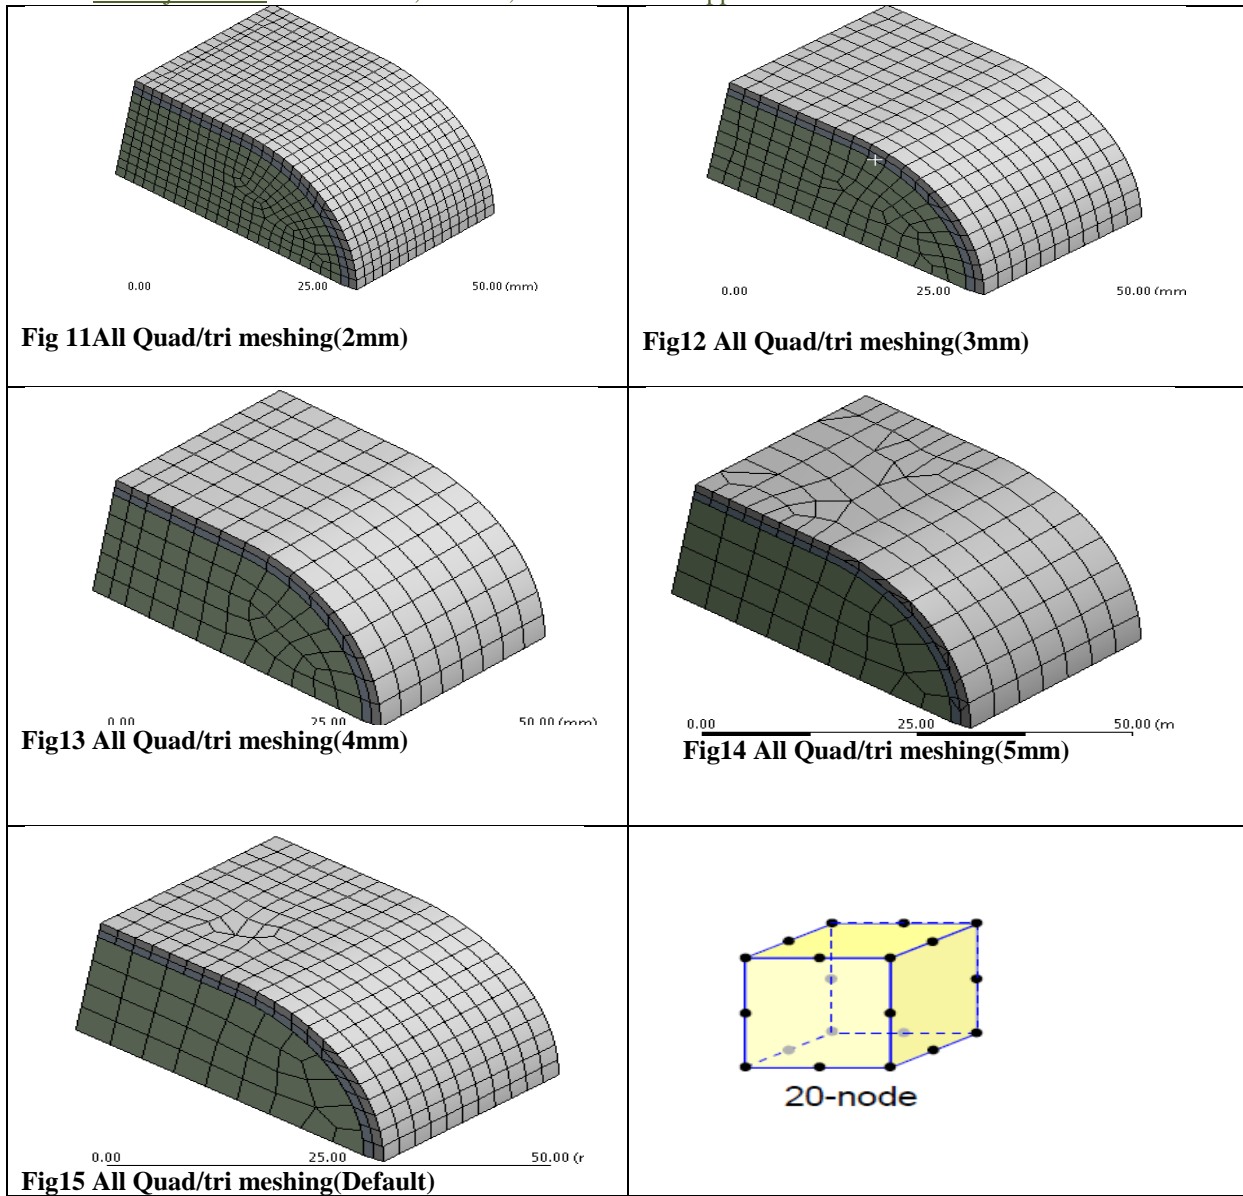 0.00 25.00 50.00 (mm)
Fig 11All Quad/tri meshing(2mm)
0.00 25.00 50.00 (mm
Fig12 All Quad/tri meshing(3mm)
0.00 25.00 50.00 (mm)
Fig13 All Quad/tri meshing(4mm)
0.00 25.00 50.00 (m
Fig14 All Quad/tri meshing(5mm)
0.00 25.00 50.00 (r
Fig15 All Quad/tri meshing(Default)
20-node